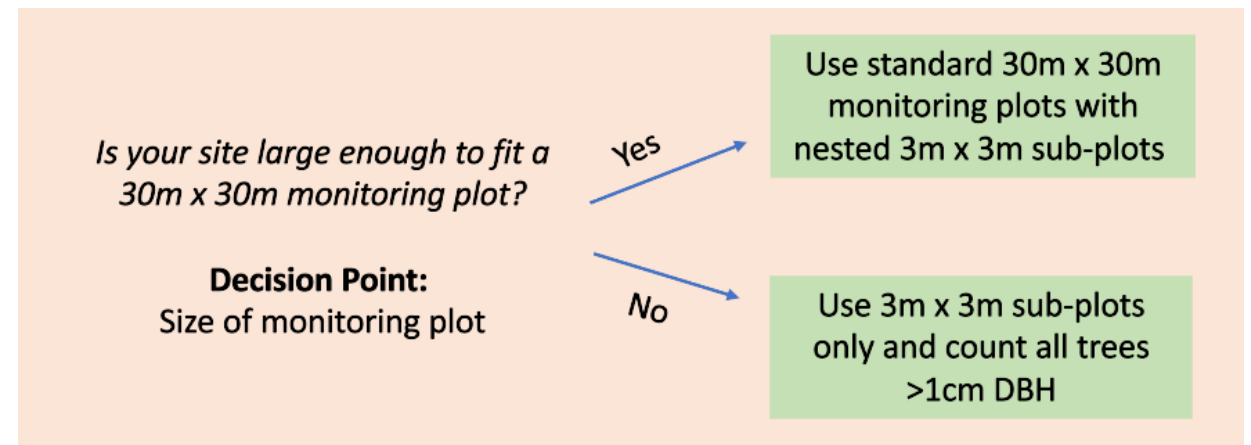 Is your site large enough to fit a
30m x 30m monitoring plot?
Decision Point:
Size of monitoring plot
Yes
Use standard 30m x 30m
monitoring plots with
nested 3m x 3m sub-plots
No
Use 3m x 3m sub-plots
only and count all trees
>1cm DBH